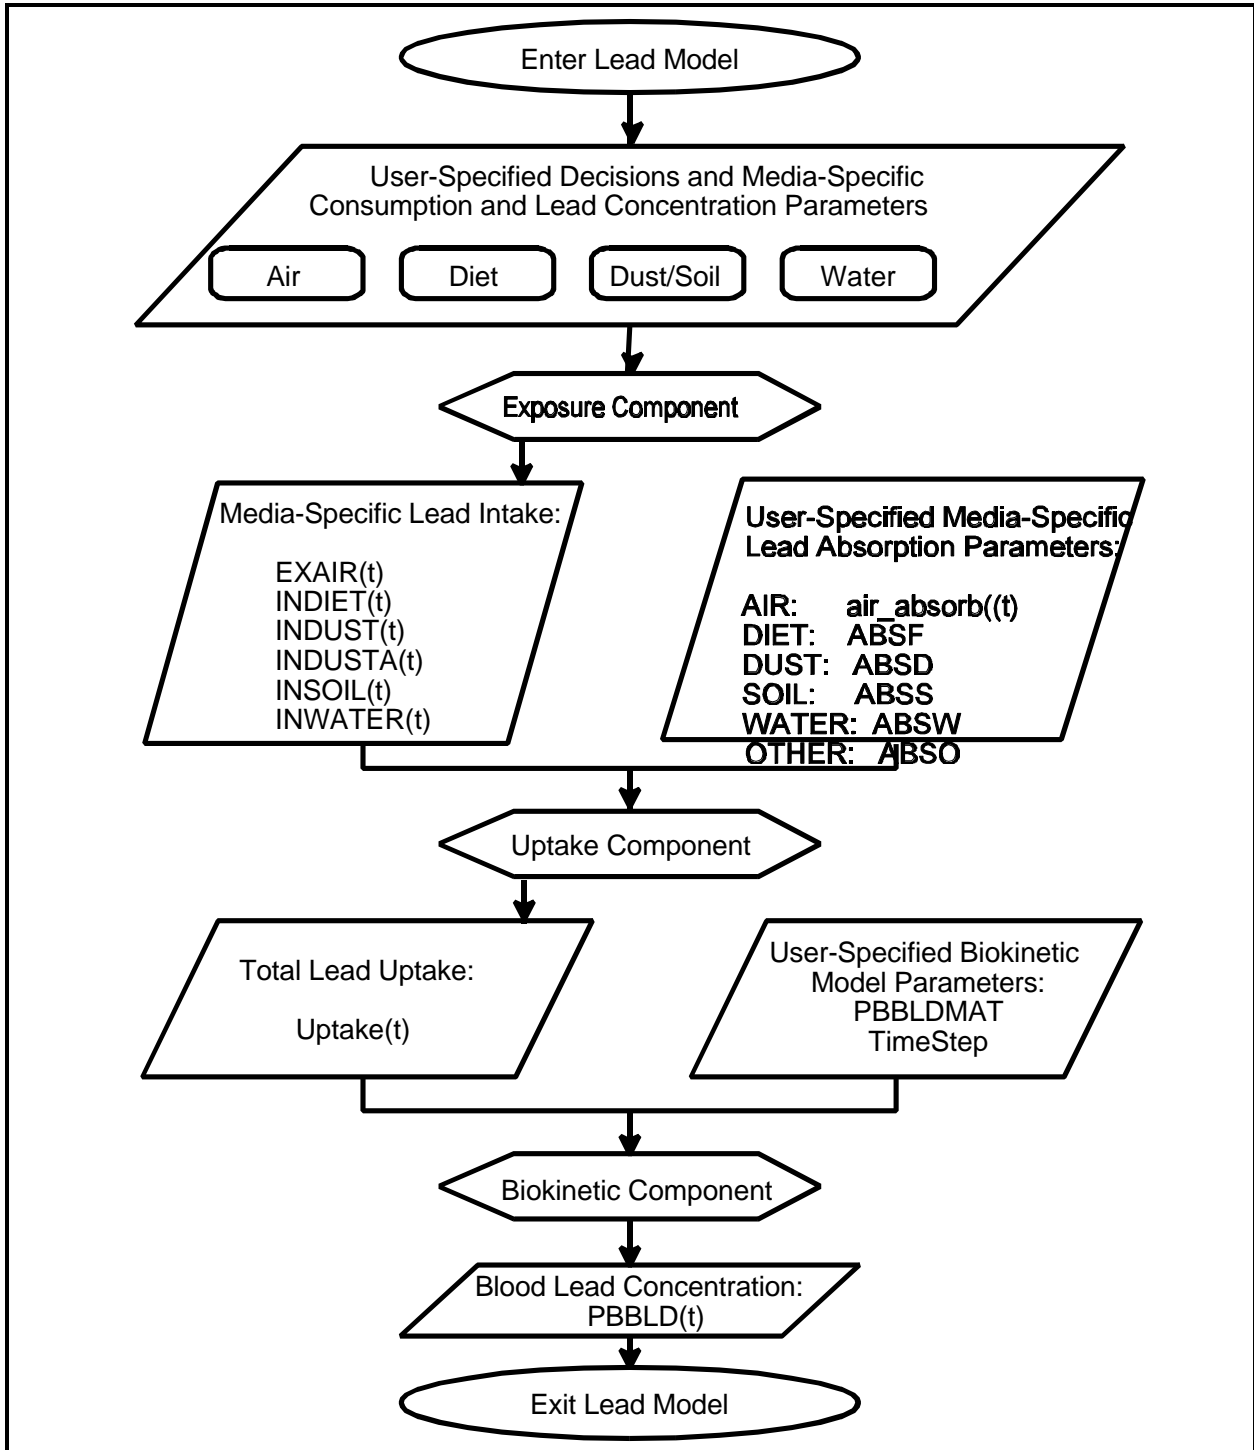 Enter Lead Model
User-Specified Decisions and Media-Specific
Consumption and Lead Concentration Parameters
Air
Diet
Dust/Soil
Water
Exposure Component
Media-Specific Lead Intake:
EXAIR(t)
INDIET(t)
INDUST(t)
INDUSTA(t)
INSOIL(t)
INWATER(t)
User-Specified Media-Specific
Lead Absorption Parameters:
AIR: air_absorb((t)
DIET: ABSF
DUST: ABSD
SOIL: ABSS
WATER: ABSW
OTHER: ABSO
Uptake Component
Total Lead Uptake:
Uptake(t)
User-Specified Biokinetic
Model Parameters:
PBBLDMAT
TimeStep
Biokinetic Component
Blood Lead Concentration:
PBBLD(t)
Exit Lead Model